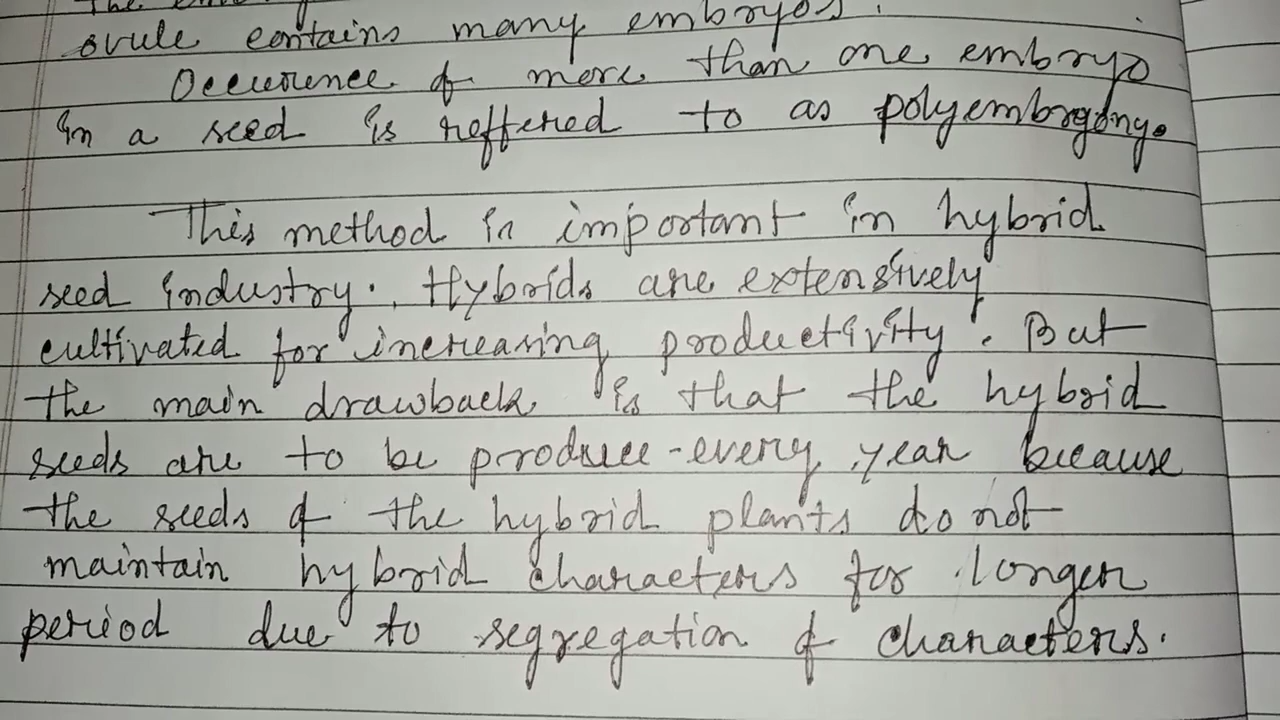 The
ovule contains many embryos.
Occurence of more than one embryo
in a seed is reffered to as polyembryony.
This method is important in hybrid
seed industry. Hybrids are extensively
cultivated for increasing productivity. But
the main drawback is that the hybrid
seeds are to be produce every year because
the seeds of the hybrid plants do not
maintain hybrid characters for longer
period due to segregation of characters.